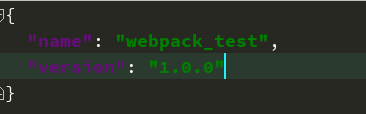 {
"name": "webpack_test",
"version": "1.0.0"
}